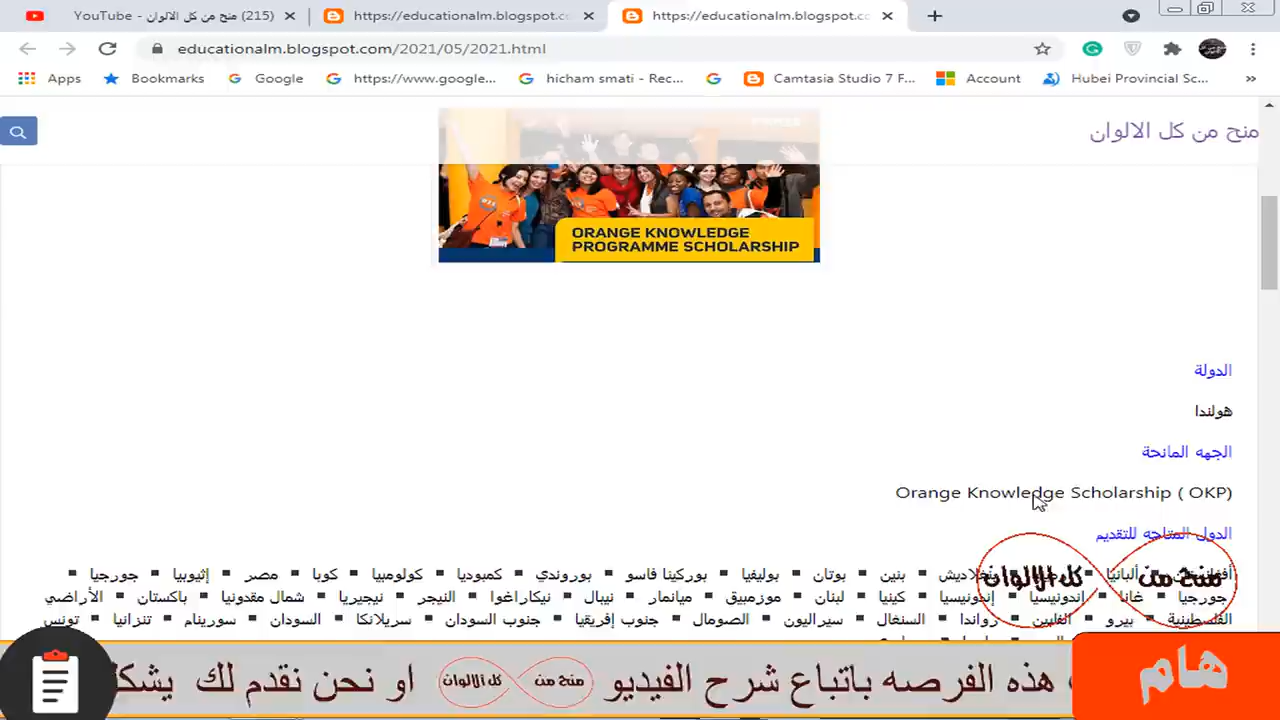 YouTube - منح من كل الالوان (215)
https://educationalm.blogspot.co
https://educationalm.blogspot.co
educationalm.blogspot.com/2021/05/2021.html
Apps
Bookmarks
Google
https://www.google...
hicham smati - Rec...
Camtasia Studio 7 F...
Account
Hubei Provincial Sc...
»
منح من كل الالوان
ORANGE KNOWLEDGE
PROGRAMME SCHOLARSHIP
الدولة
هولندا
الجهه المانحة
Orange Knowledge Scholarship ( OKP)
الدول المتاحه للتقديم
ألبانيا ▪ بنجلاديش ▪ بنين ▪ بوتان ▪ بوليفيا ▪ بوركينا فاسو ▪ بوروندي ▪ كمبوديا ▪ كولومبيا ▪ كوبا ▪ مصر ▪ إثيوبيا ▪ جورجيا ▪
جورجيا ▪ غانا ▪ إندونيسيا ▪ إندونيسيا ▪ كينيا ▪ لبنان ▪ موزمبيق ▪ ميانمار ▪ نيبال ▪ نيكاراغوا ▪ النيجر ▪ نيجيريا ▪ شمال مقدونيا ▪ باكستان ▪ الأراضي
الفلسطينية ▪ بيرو ▪ الفلبين ▪ رواندا ▪ السنغال ▪ سيراليون ▪ الصومال ▪ جنوب إفريقيا ▪ جنوب السودان ▪ سريلانكا ▪ السودان ▪ سورينام ▪ تنزانيا ▪ تونس
منح من كل الالوان
هذه الفرصه باتباع شرح الفيديو منح من كل الالوان او نحن نقدم لك
هام